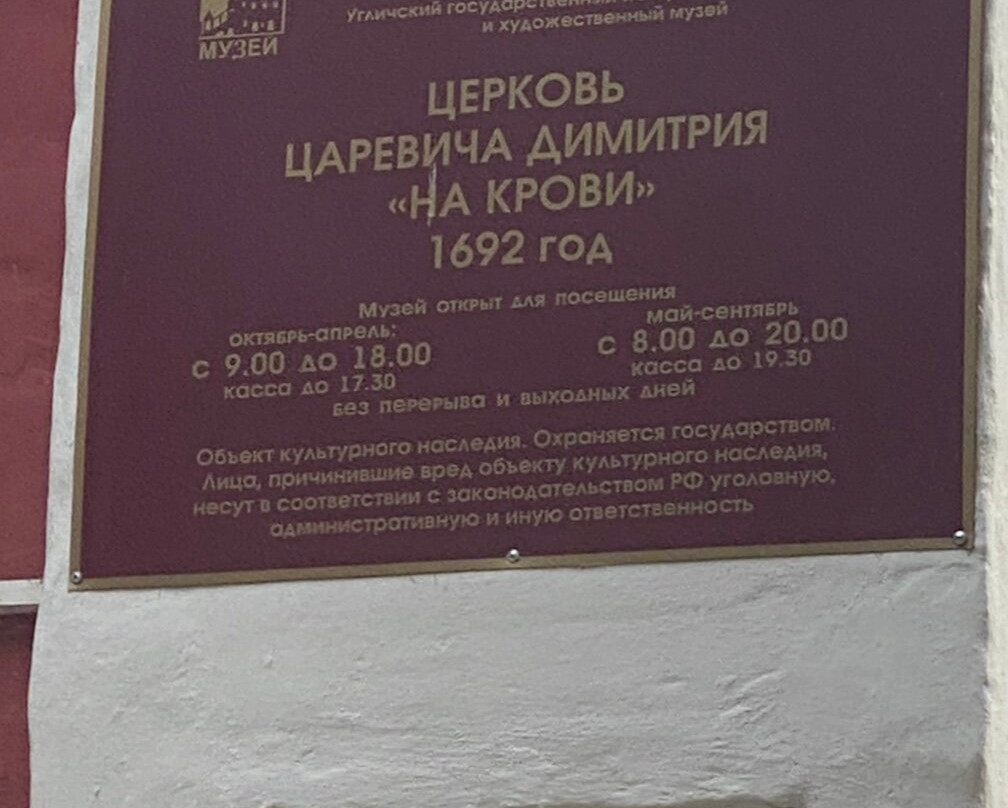 МУЗЕЙ
Угличский государственный
и художественный музей
ЦЕРКОВЬ
ЦАРЕВИЧА ДИМИТРИЯ
«НА КРОВИ»
1692 год
Музей открыт для посещения
октябрь-апрель:
с 9.00 до 18.00
касса до 17.30
май-сентябрь
с 8.00 до 20.00
касса до 19.30
без перерыва и выходных дней
Объект культурного наследия. Охраняется государством.
Лица, причинившие вред объекту культурного наследия,
несут в соответствии с законодательством РФ уголовную,
административную и иную ответственность